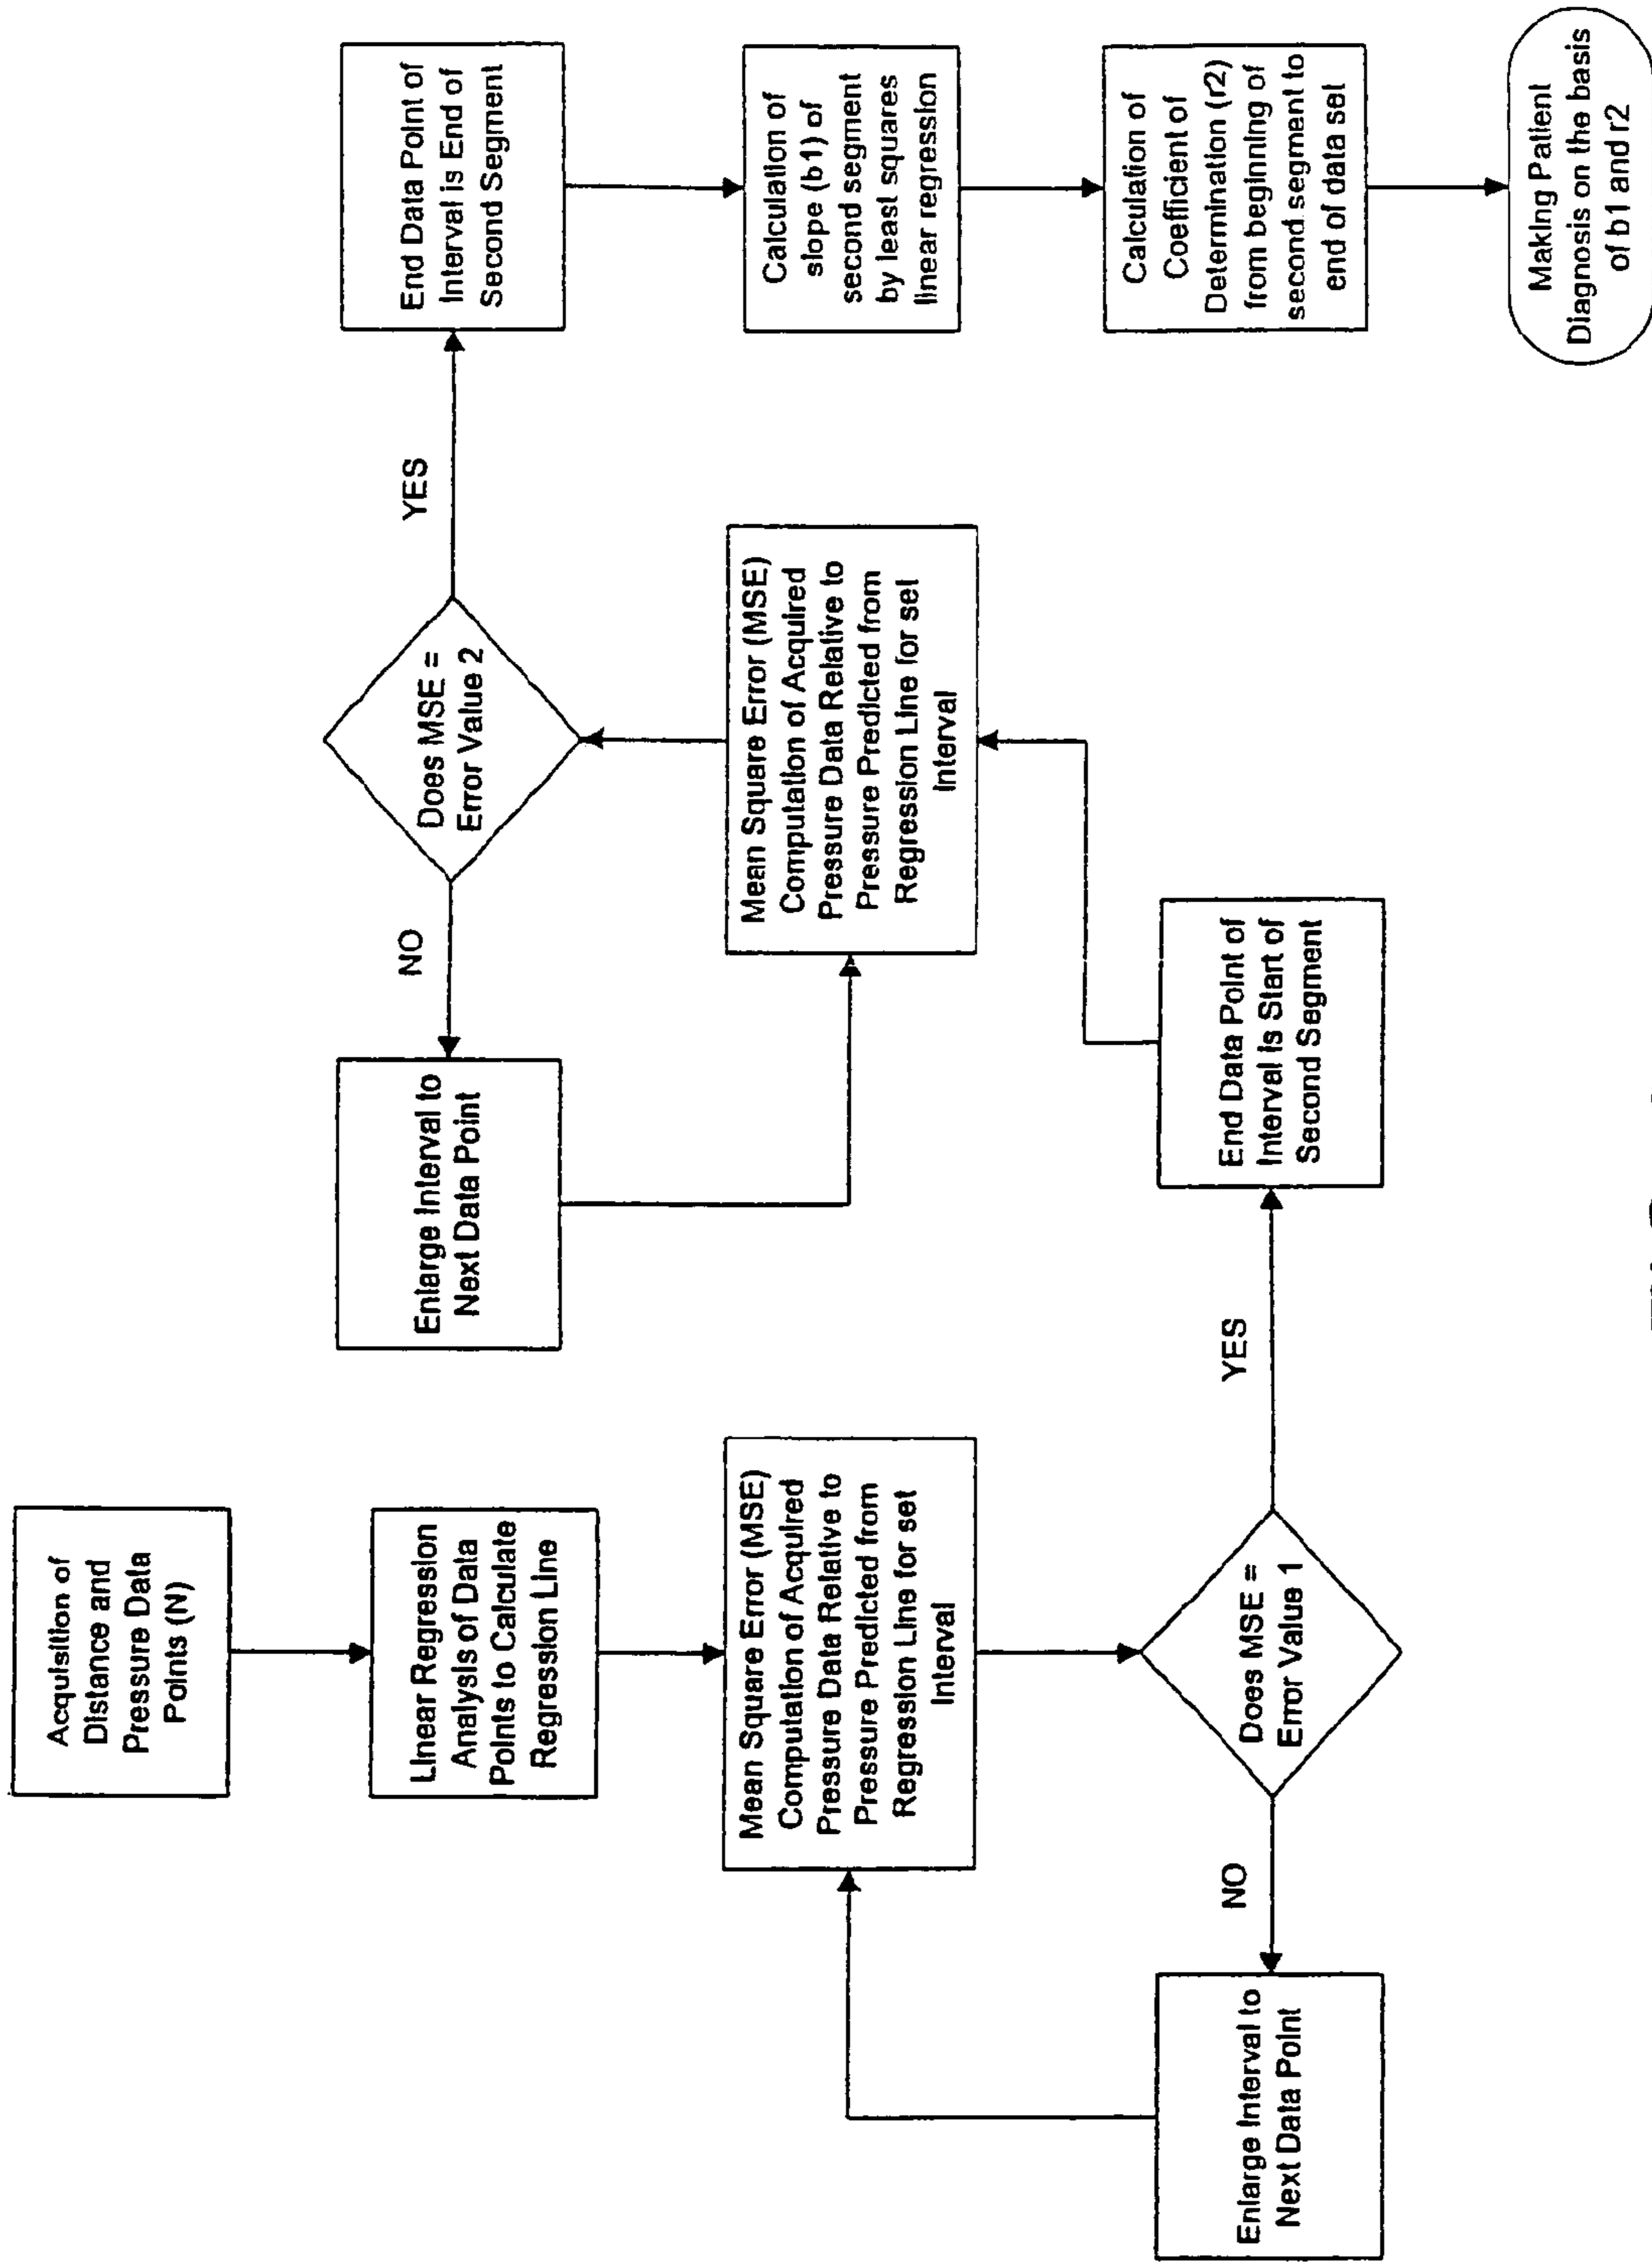 Acquisition of
Distance and
Pressure Data
Points (N)
Linear Regression
Analysis of Data
Points to Calculate
Regression Line
Mean Square Error (MSE)
Computation of Acquired
Pressure Data Relative to
Pressure Predicted from
Regression Line for set
Interval
Does MSE =
Error Value 1
NO
Enlarge Interval to
Next Data Point
YES
End Data Point of
Interval is Start of
Second Segment
Mean Square Error (MSE)
Computation of Acquired
Pressure Data Relative to
Pressure Predicted from
Regression Line for set
Interval
Does MSE =
Error Value 2
NO
Enlarge Interval to
Next Data Point
YES
End Data Point of
Interval is End of
Second Segment
Calculation of
slope (b1) of
second segment
by least squares
linear regression
Calculation of
Coefficient of
Determination (r2)
from beginning of
second segment to
end of data set
Making Patient
Diagnosis on the basis
of b1 and r2